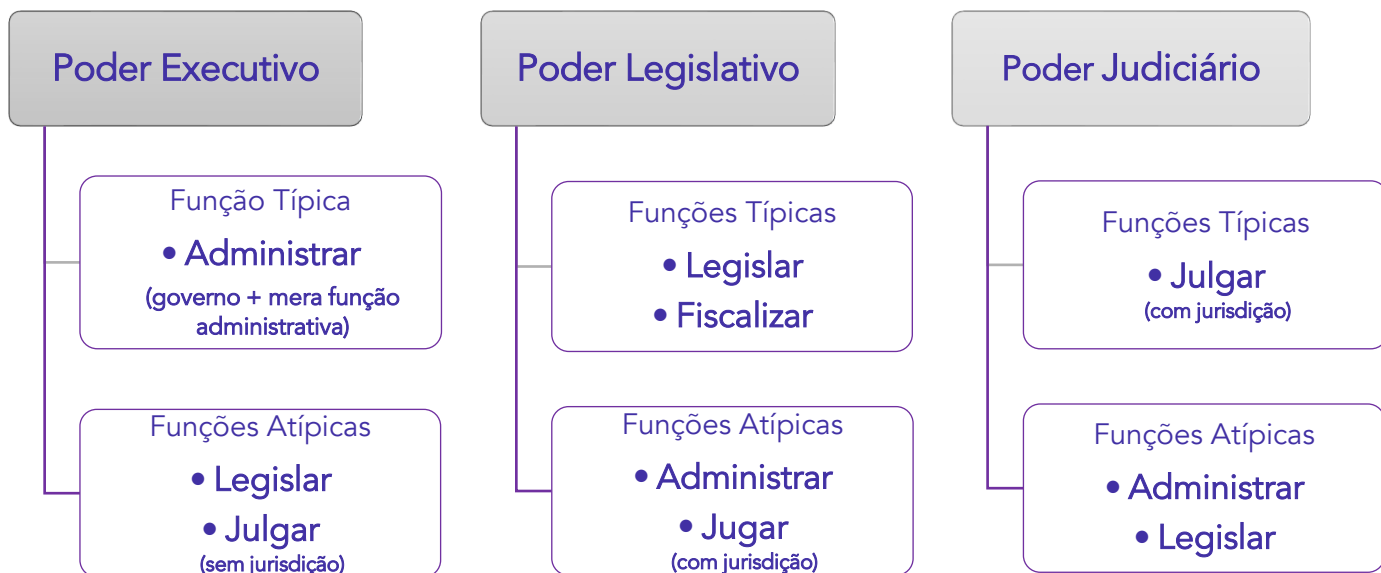 Poder Executivo
Função Típica
• Administrar
(governo + mera função
administrativa)
Funções Atípicas
• Legislar
• Julgar
(sem jurisdição)
Poder Legislativo
Funções Típicas
• Legislar
• Fiscalizar
Funções Atípicas
• Administrar
• Jugar
(com jurisdição)
Poder Judiciário
Funções Típicas
• Julgar
(com jurisdição)
Funções Atípicas
• Administrar
• Legislar